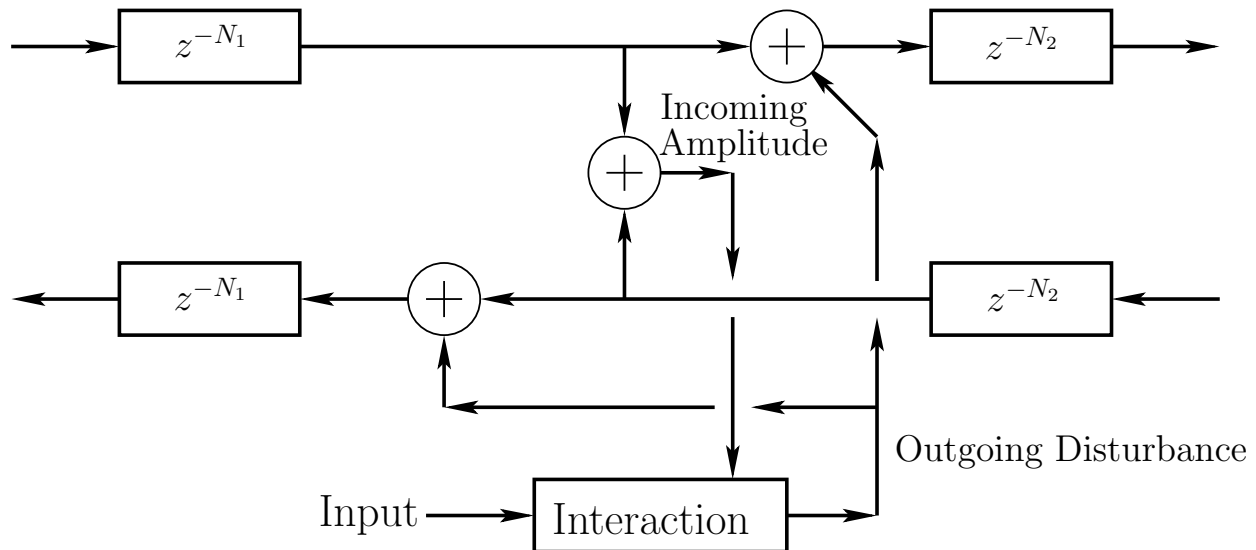 z^{-N_1}
z^{-N_2}
Incoming
Amplitude
z^{-N_1}
z^{-N_2}
Outgoing Disturbance
Input
Interaction